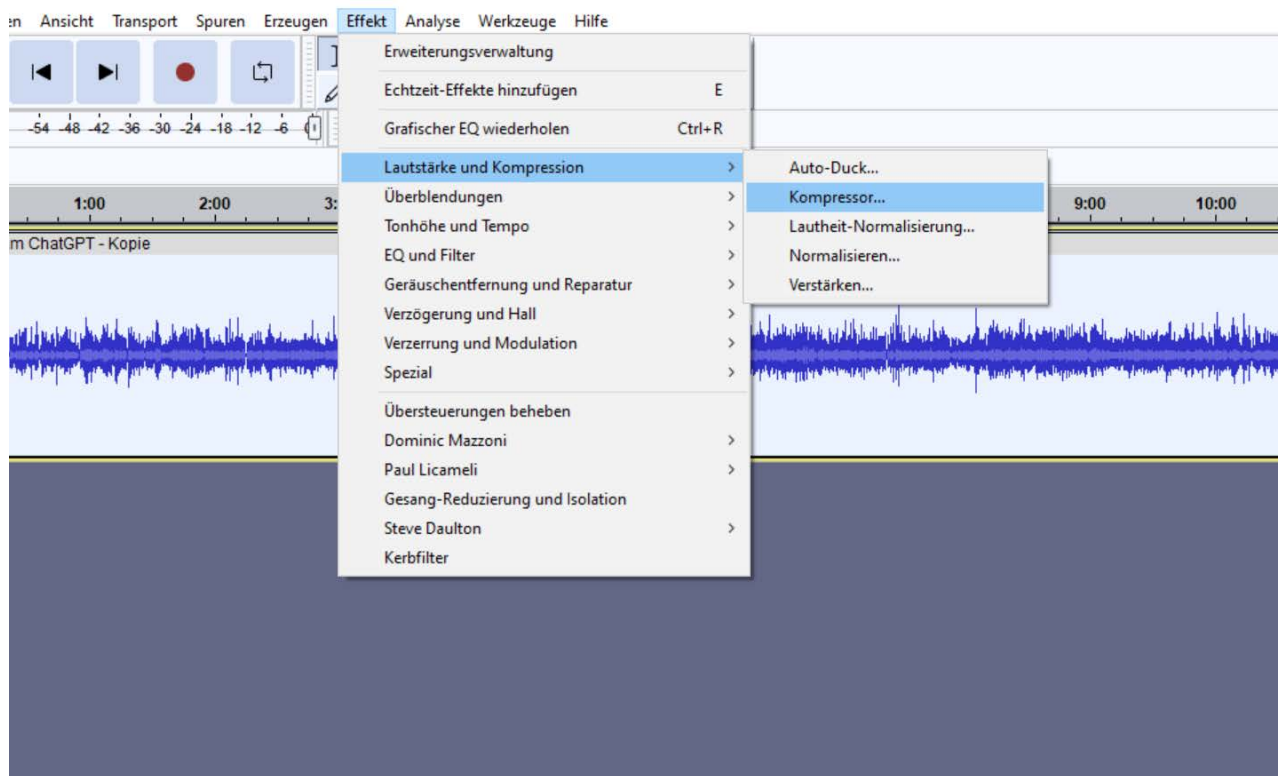 en Ansicht Transport Spuren Erzeugen Effekt Analyse Werkzeuge Hilfe
Erweiterungsverwaltung
Echtzeit-Effekte hinzufügen E
-54 -48 -42 -36 -30 -24 -18 -12 -6 0
Grafischer EQ wiederholen Ctrl+R
Lautstärke und Kompression
Überblendungen
Tonhöhe und Tempo
EQ und Filter
Geräuschentfernung und Reparatur
Verzögerung und Hall
Verzerrung und Modulation
Spezial
Übersteuerungen beheben
Dominic Mazzoni
Paul Licameli
Gesang-Reduzierung und Isolation
Steve Daulton
Kerbfilter
Auto-Duck...
Kompressor...
Lautheit-Normalisierung...
Normalisieren...
Verstärken...
1:00 2:00 3: 9:00 10:00
m ChatGPT - Kopie